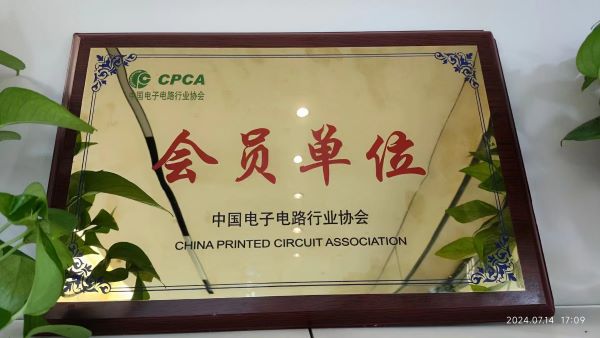 CPCA
中国电子电路行业协会
会员单位
中国电子电路行业协会
CHINA PRINTED CIRCUIT ASSOCIATION
2024.07.14 17:09